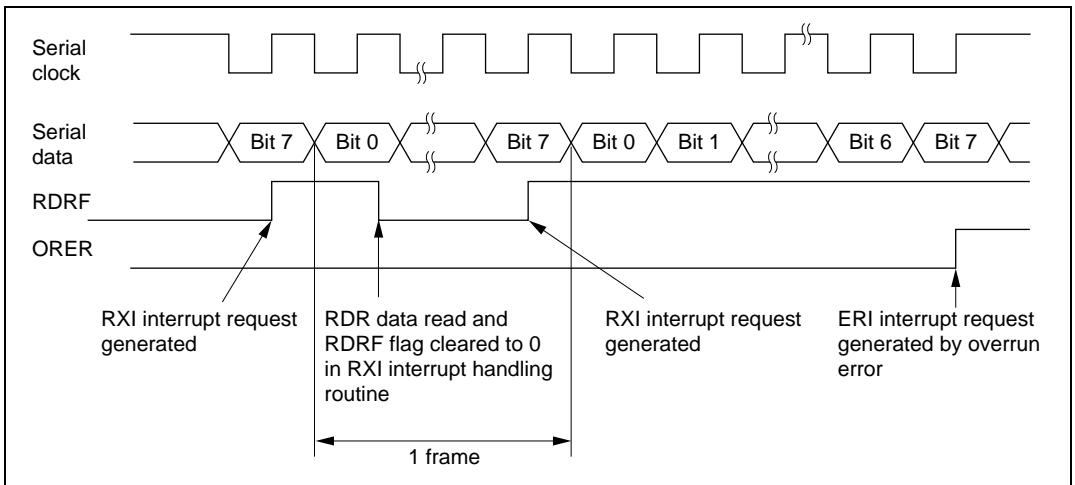 Serial
clock
Serial
data
Bit 7 Bit 0 Bit 7 Bit 0 Bit 1 Bit 6 Bit 7
RDRF
ORER
RXI interrupt request
generated
RDR data read and
RDRF flag cleared to 0
in RXI interrupt handling
routine
RXI interrupt request
generated
ERI interrupt request
generated by overrun
error
1 frame